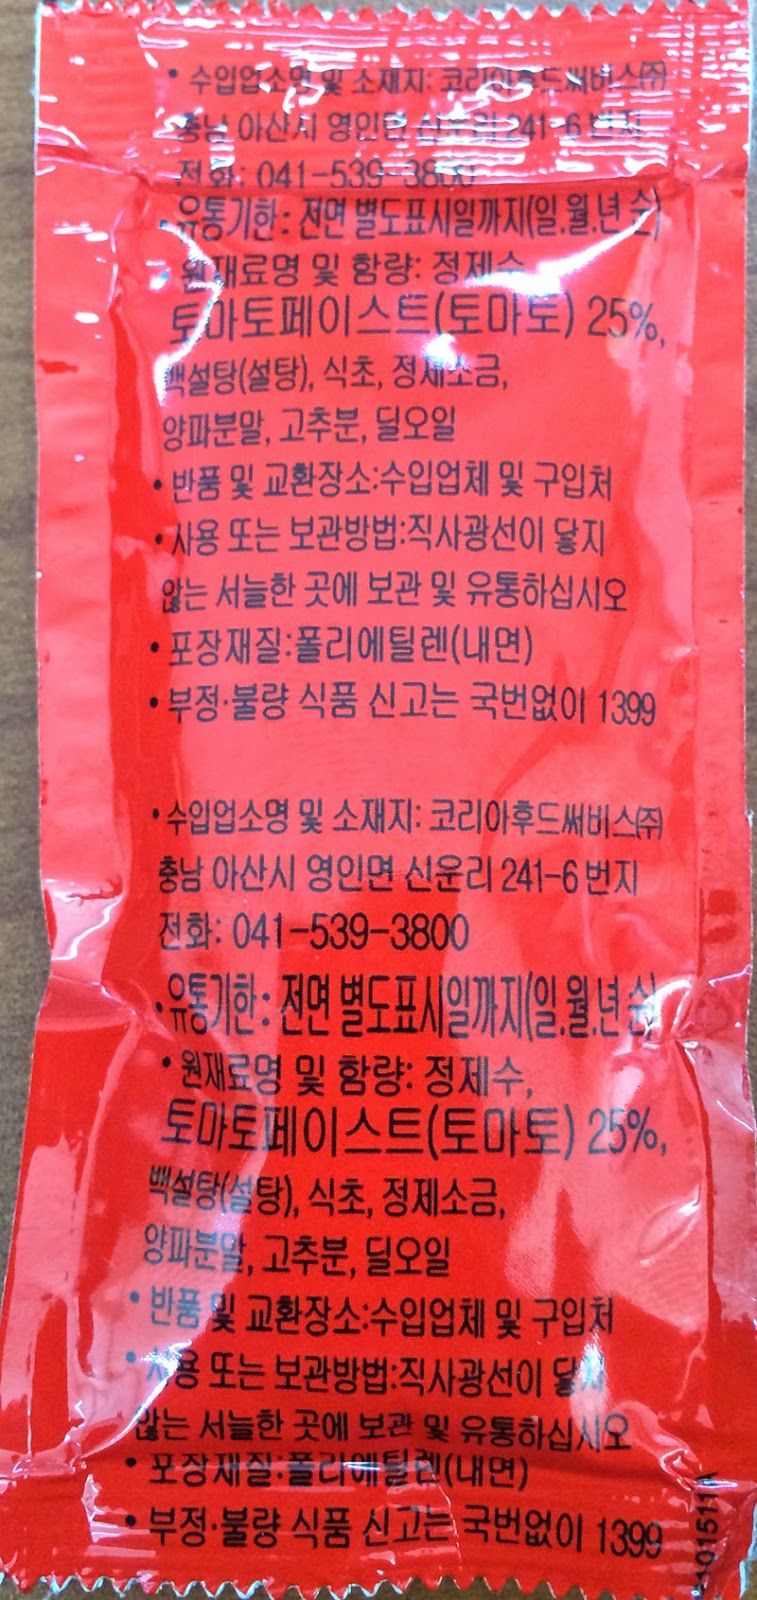 • 수입업소명 및 소재지: 코리아후드써비스㈜
충남 아산시 영인면 신운리 241-6 번지
전화: 041-539-3800
• 유통기한: 전면 별도표시일까지(일.월.년 순)
• 원재료명 및 함량: 정제수,
토마토페이스트(토마토) 25%,
백설탕(설탕), 식초, 정제소금,
양파분말, 고추분, 딜오일
• 반품 및 교환장소:수입업체 및 구입처
• 사용 또는 보관방법:직사광선이 닿지
않는 서늘한 곳에 보관 및 유통하십시오
• 포장재질:폴리에틸렌(내면)
• 부정·불량 식품 신고는 국번없이 1399
• 수입업소명 및 소재지: 코리아후드써비스㈜
충남 아산시 영인면 신운리 241-6 번지
전화: 041-539-3800
• 유통기한: 전면 별도표시일까지(일.월.년 순)
• 원재료명 및 함량: 정제수,
토마토페이스트(토마토) 25%,
백설탕(설탕), 식초, 정제소금,
양파분말, 고추분, 딜오일
• 반품 및 교환장소:수입업체 및 구입처
• 사용 또는 보관방법:직사광선이 닿지
않는 서늘한 곳에 보관 및 유통하십시오
• 포장재질:폴리에틸렌(내면)
• 부정·불량 식품 신고는 국번없이 1399